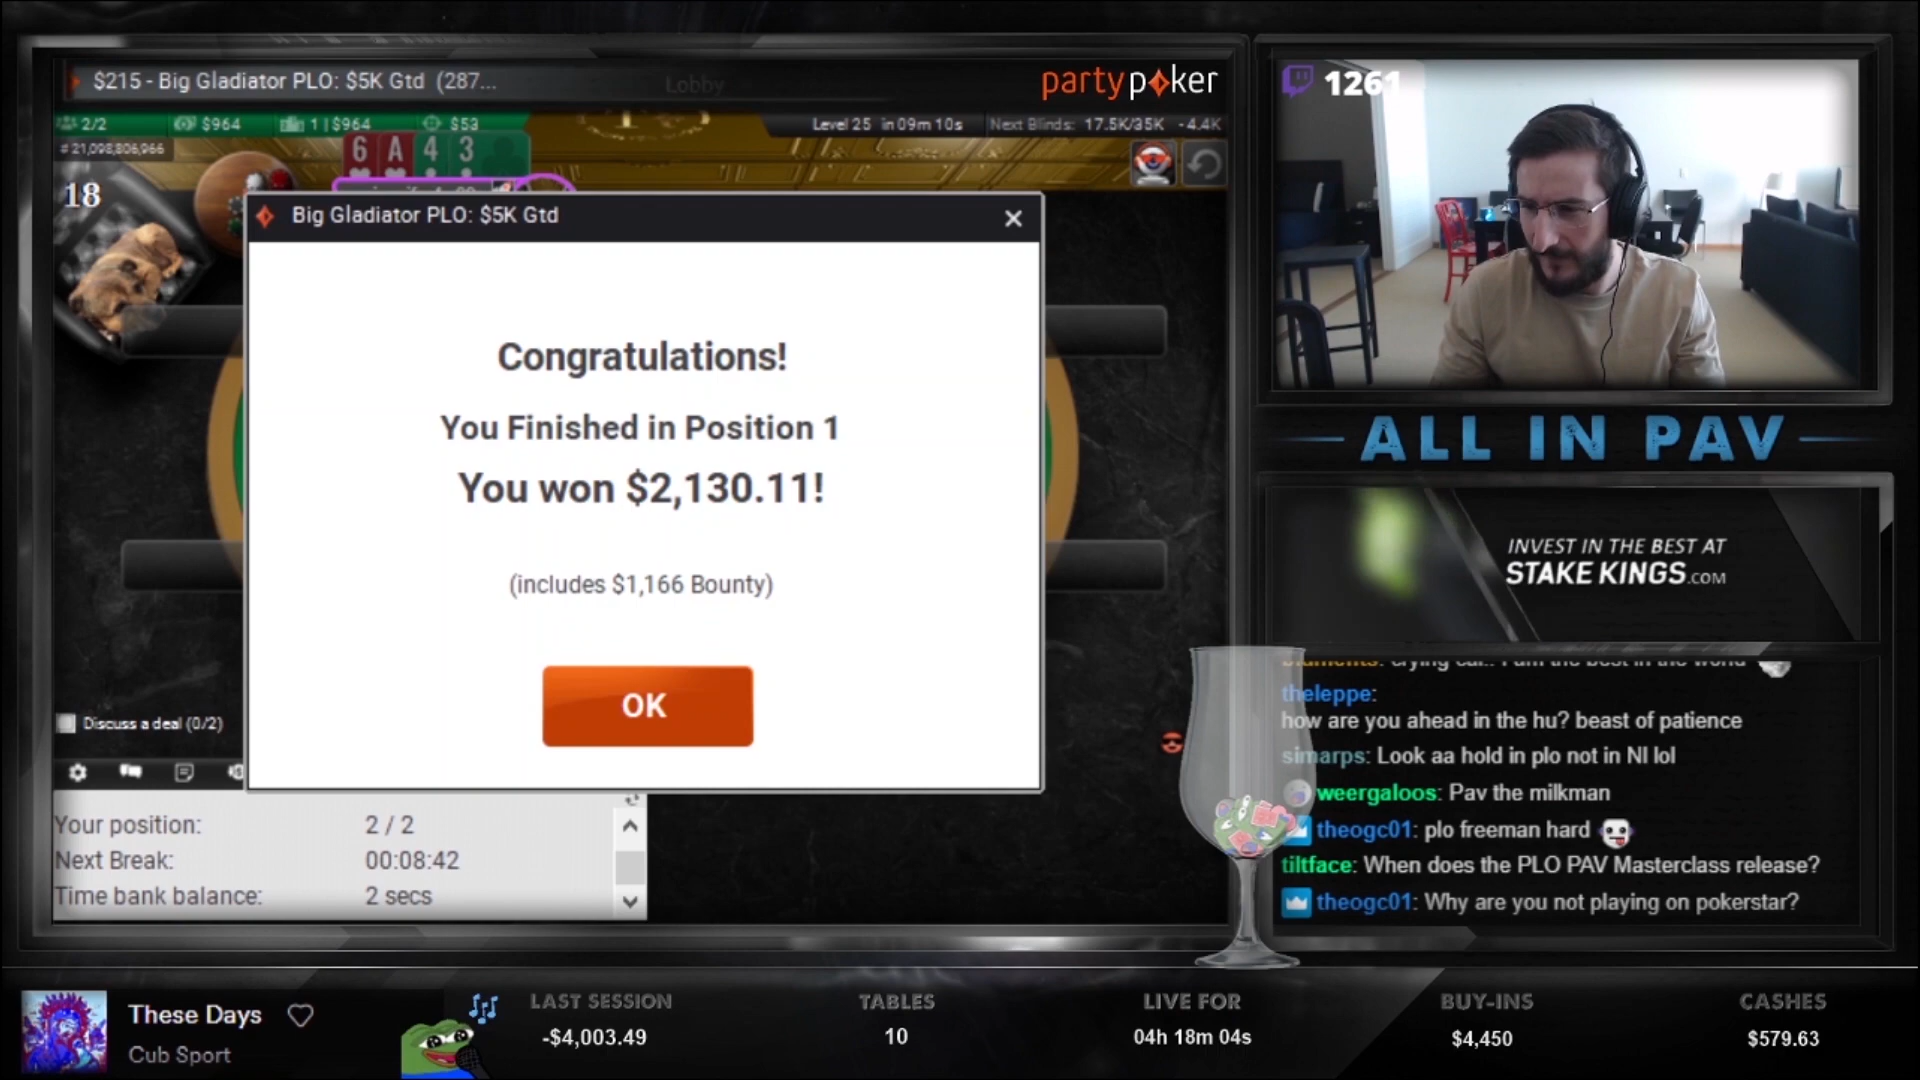 $215 - Big Gladiator PLO: $5K Gtd (287...
Lobby
partypoker
2/2
$964
1 | $964
$53
Level 25 in 09m 10s
Next Blinds: 17.5K/35K -4.4K
# 21,098,806,966
6 A 4 3
18
Big Gladiator PLO: $5K Gtd
Congratulations!
You Finished in Position 1
You won $2,130.11!
(includes $1,166 Bounty)
OK
Discuss a deal (0/2)
Your position: 2 / 2
Next Break: 00:08:42
Time bank balance: 2 secs
1261
ALL IN PAV
INVEST IN THE BEST AT
STAKE KINGS.COM
I am the best in the world
theleppe:
how are you ahead in the hu? beast of patience
simarps: Look aa hold in plo not in Nl lol
weergaloos: Pav the milkman
theogc01: plo freeman hard
tiltface: When does the PLO PAV Masterclass release?
theogc01: Why are you not playing on pokerstar?
These Days
Cub Sport
LAST SESSION
-$4,003.49
TABLES
10
LIVE FOR
04h 18m 04s
BUY-INS
$4,450
CASHES
$579.63